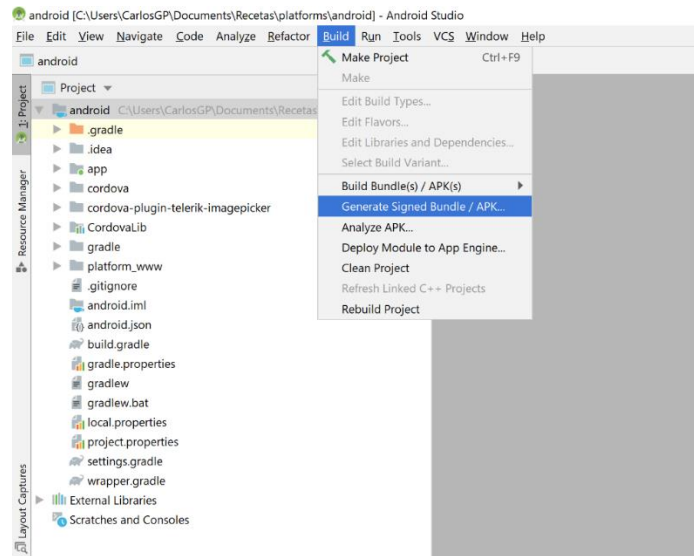 android [C:\Users\CarlosGP\Documents\Recetas\platforms\android] - Android Studio
File Edit View Navigate Code Analyze Refactor Build Run Tools VCS Window Help
android
Project
android C:\Users\CarlosGP\Documents\Recetas
.gradle
.idea
app
cordova
cordova-plugin-telerik-imagepicker
CordovaLib
gradle
platform_www
.gitignore
android.iml
android.json
build.gradle
gradle.properties
gradlew
gradlew.bat
local.properties
project.properties
settings.gradle
wrapper.gradle
External Libraries
Scratches and Consoles
Make Project Ctrl+F9
Make
Edit Build Types...
Edit Flavors...
Edit Libraries and Dependencies...
Select Build Variant...
Build Bundle(s) / APK(s)
Generate Signed Bundle / APK...
Analyze APK...
Deploy Module to App Engine...
Clean Project
Refresh Linked C++ Projects
Rebuild Project
1: Project
Resource Manager
Layout Captures